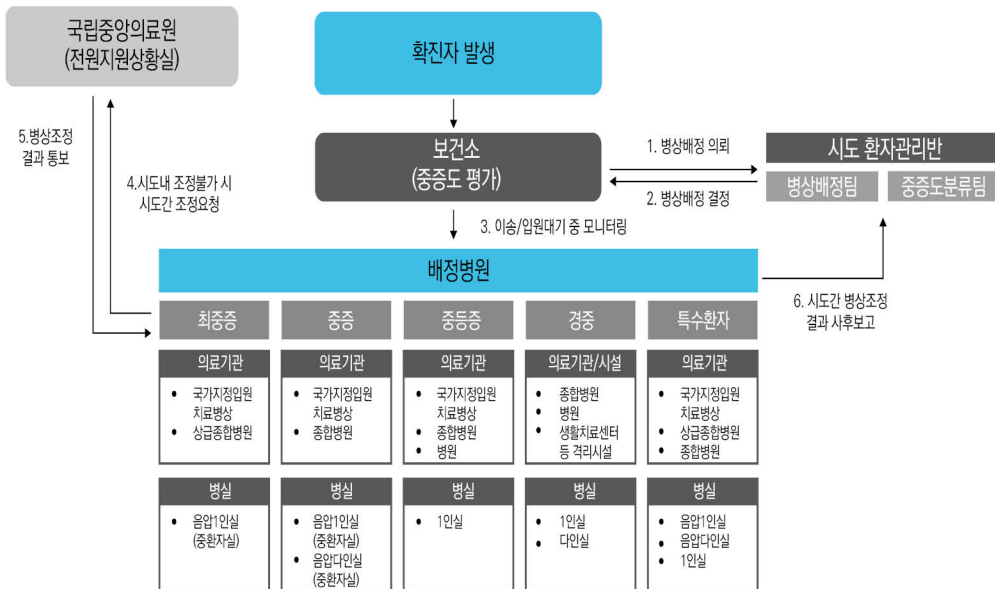 국립중앙의료원
(전원지원상황실)
확진자 발생
5.병상조정
결과 통보
4.시도내 조정불가 시
시도간 조정요청
보건소
(중증도 평가)
1. 병상배정 의뢰
2. 병상배정 결정
시도 환자관리반
병상배정팀
중증도분류팀
3. 이송/입원대기 중 모니터링
배정병원
6. 시도간 병상조정
결과 사후보고
최중증
중증
중등증
경중
특수환자
의료기관
• 국가지정입원
치료병상
• 상급종합병원
의료기관
• 국가지정입원
치료병상
• 종합병원
의료기관
• 국가지정입원
치료병상
• 종합병원
• 병원
의료기관/시설
• 종합병원
• 병원
• 생활치료센터
등 격리시설
의료기관
• 국가지정입원
치료병상
• 상급종합병원
• 종합병원
병실
• 음압1인실
(중환자실)
병실
• 음압1인실
(중환자실)
• 음압다인실
(중환자실)
병실
• 1인실
병실
• 1인실
• 다인실
병실
• 음압1인실
• 음압다인실
• 1인실